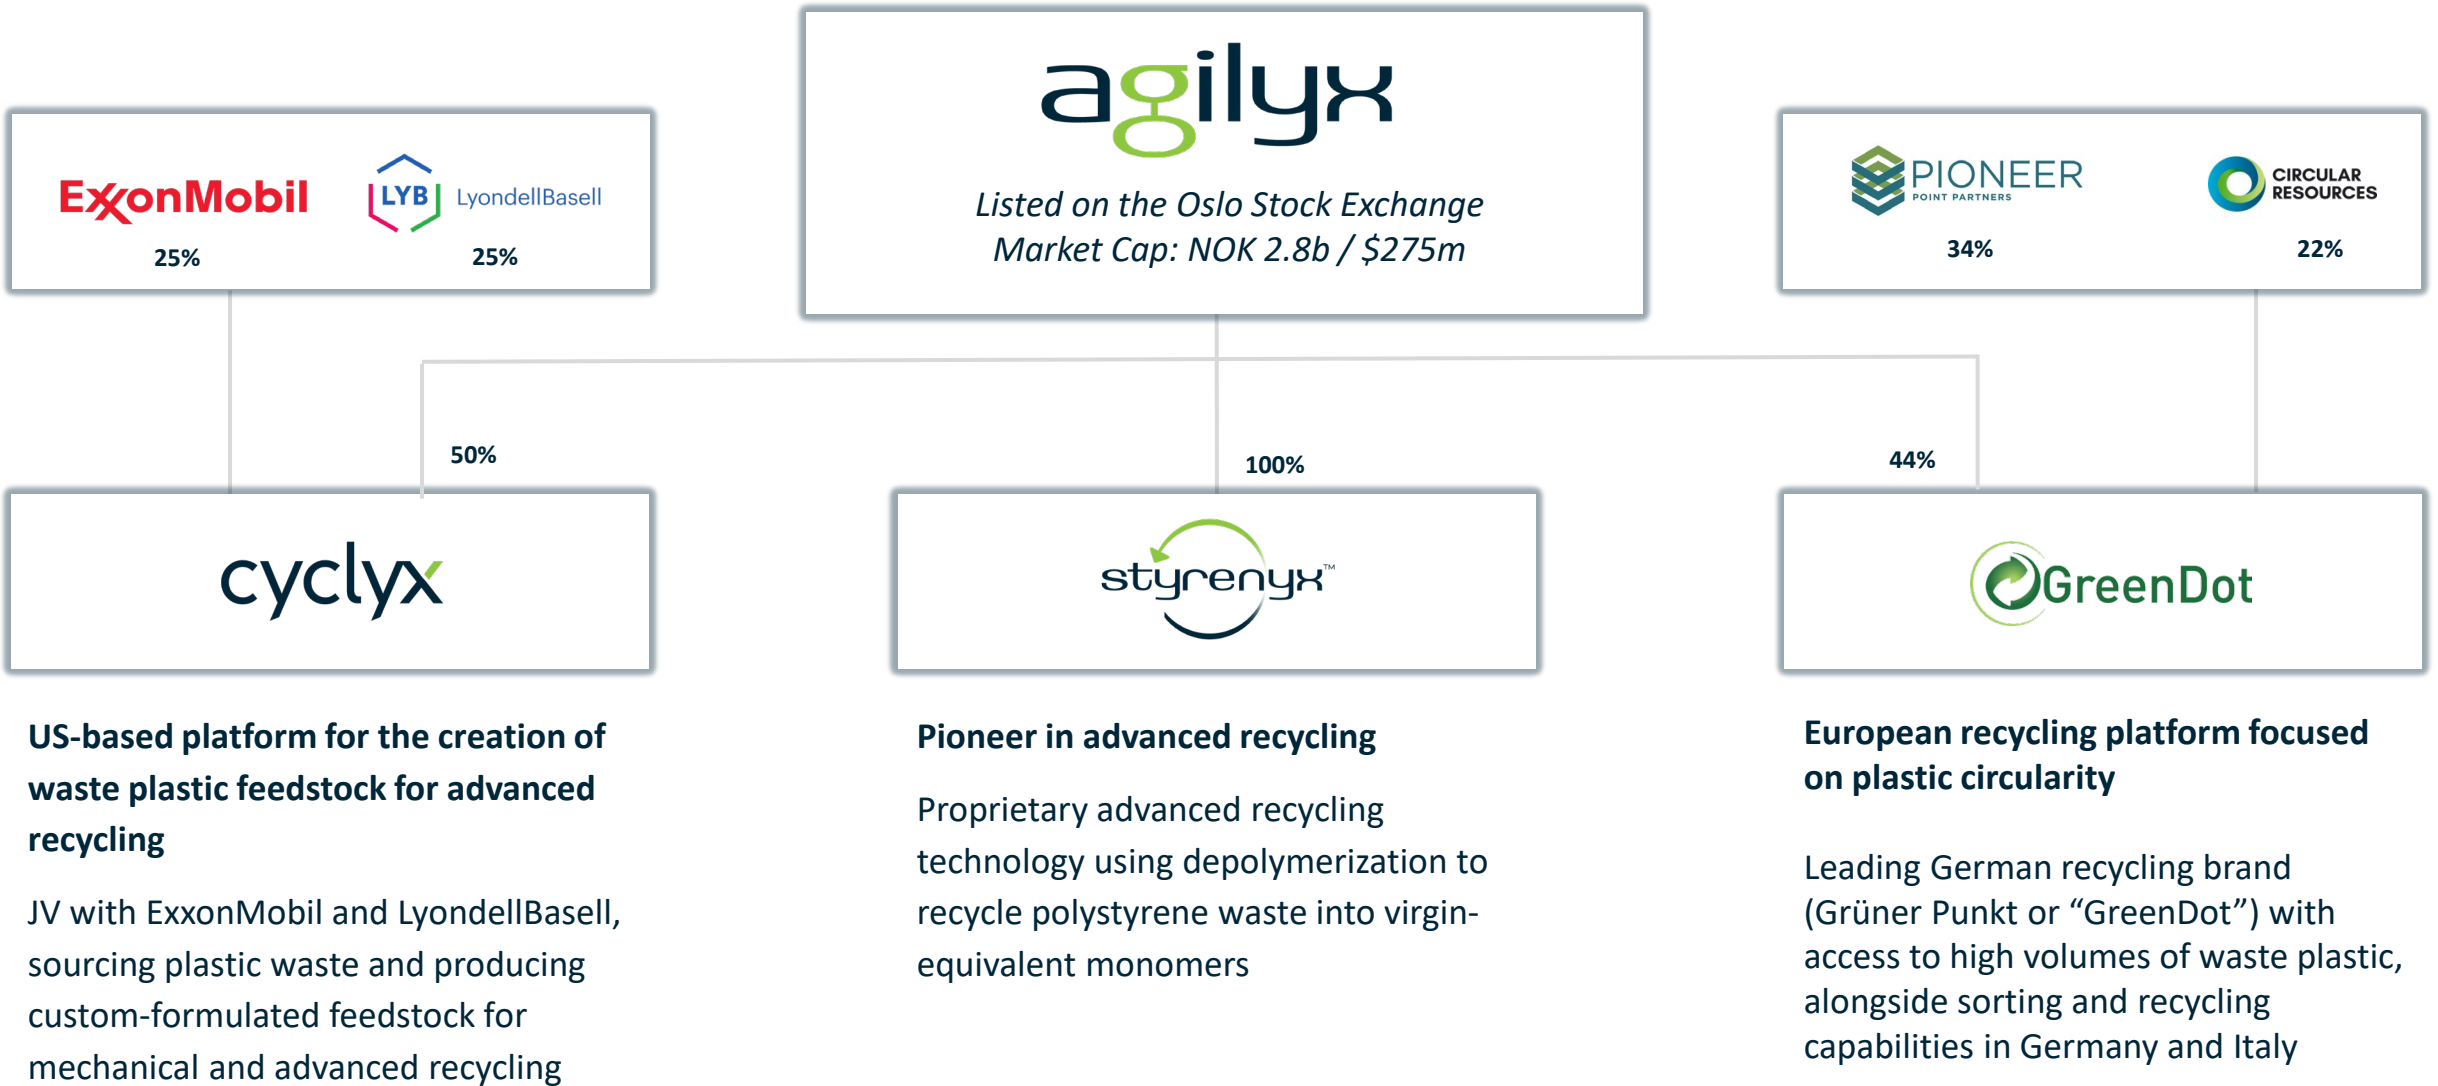 agilyx
Listed on the Oslo Stock Exchange
Market Cap: NOK 2.8b / $275m
ExxonMobil
25%
LYB
LyondellBasell
25%
PIONEER
POINT PARTNERS
34%
CIRCULAR
RESOURCES
22%
50%
100%
44%
cyclyx
styrenyx™
GreenDot
US-based platform for the creation of
waste plastic feedstock for advanced
recycling
JV with ExxonMobil and LyondellBasell,
sourcing plastic waste and producing
custom-formulated feedstock for
mechanical and advanced recycling
Pioneer in advanced recycling
Proprietary advanced recycling
technology using depolymerization to
recycle polystyrene waste into virgin-
equivalent monomers
European recycling platform focused
on plastic circularity
Leading German recycling brand
(Grüner Punkt or “GreenDot”) with
access to high volumes of waste plastic,
alongside sorting and recycling
capabilities in Germany and Italy